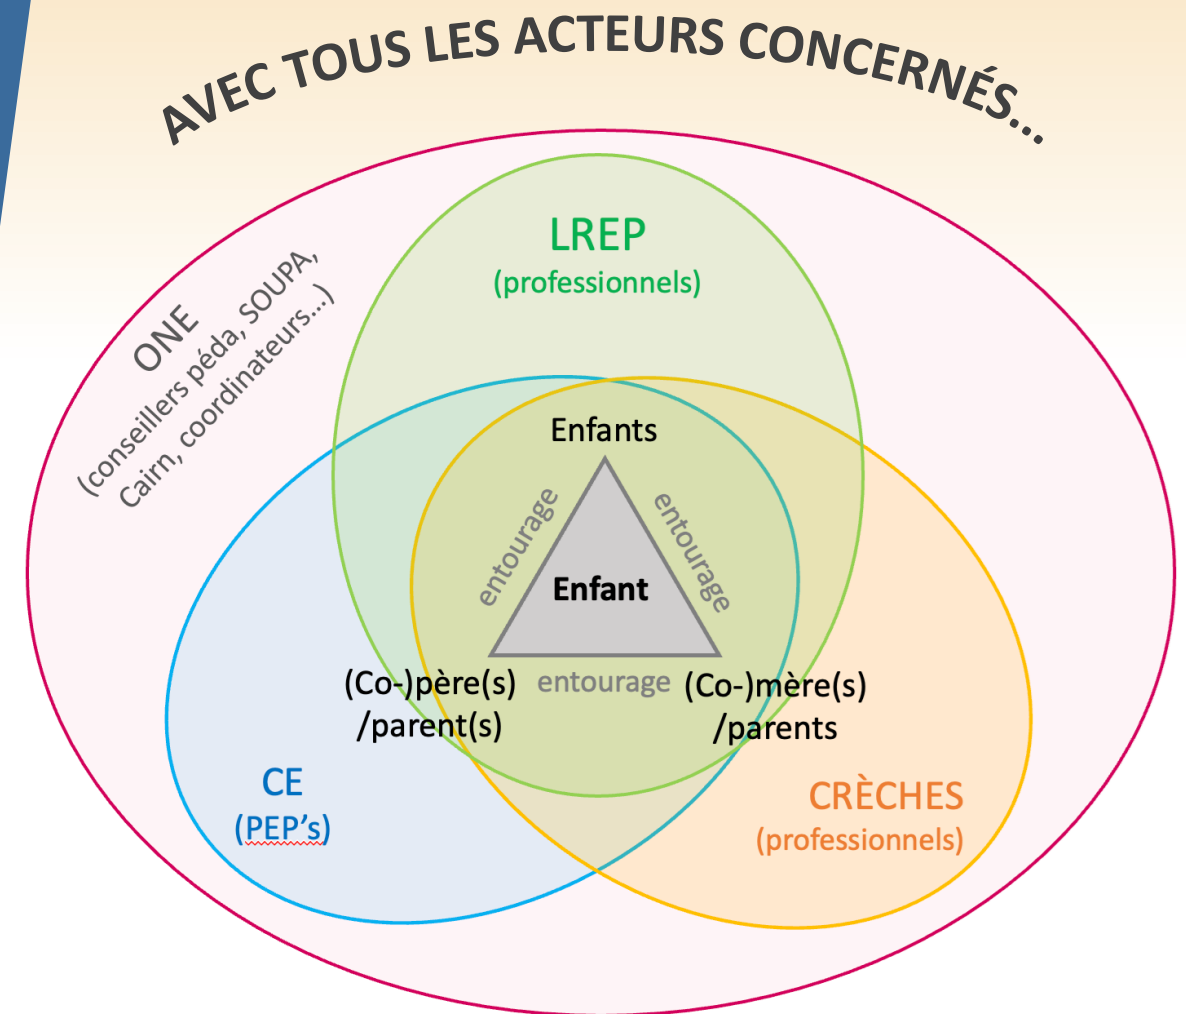 AVEC TOUS LES ACTEURS CONCERNÉS...
LREP
(professionnels)
ONE
(conseillers péda, SOUPA,
Cairn, coordinateurs...)
Enfants
entourage
entourage
Enfant
(Co-)père(s)
/parent(s)
entourage
(Co-)mère(s)
/parents
CE
(PEP’s)
CRÈCHES
(professionnels)